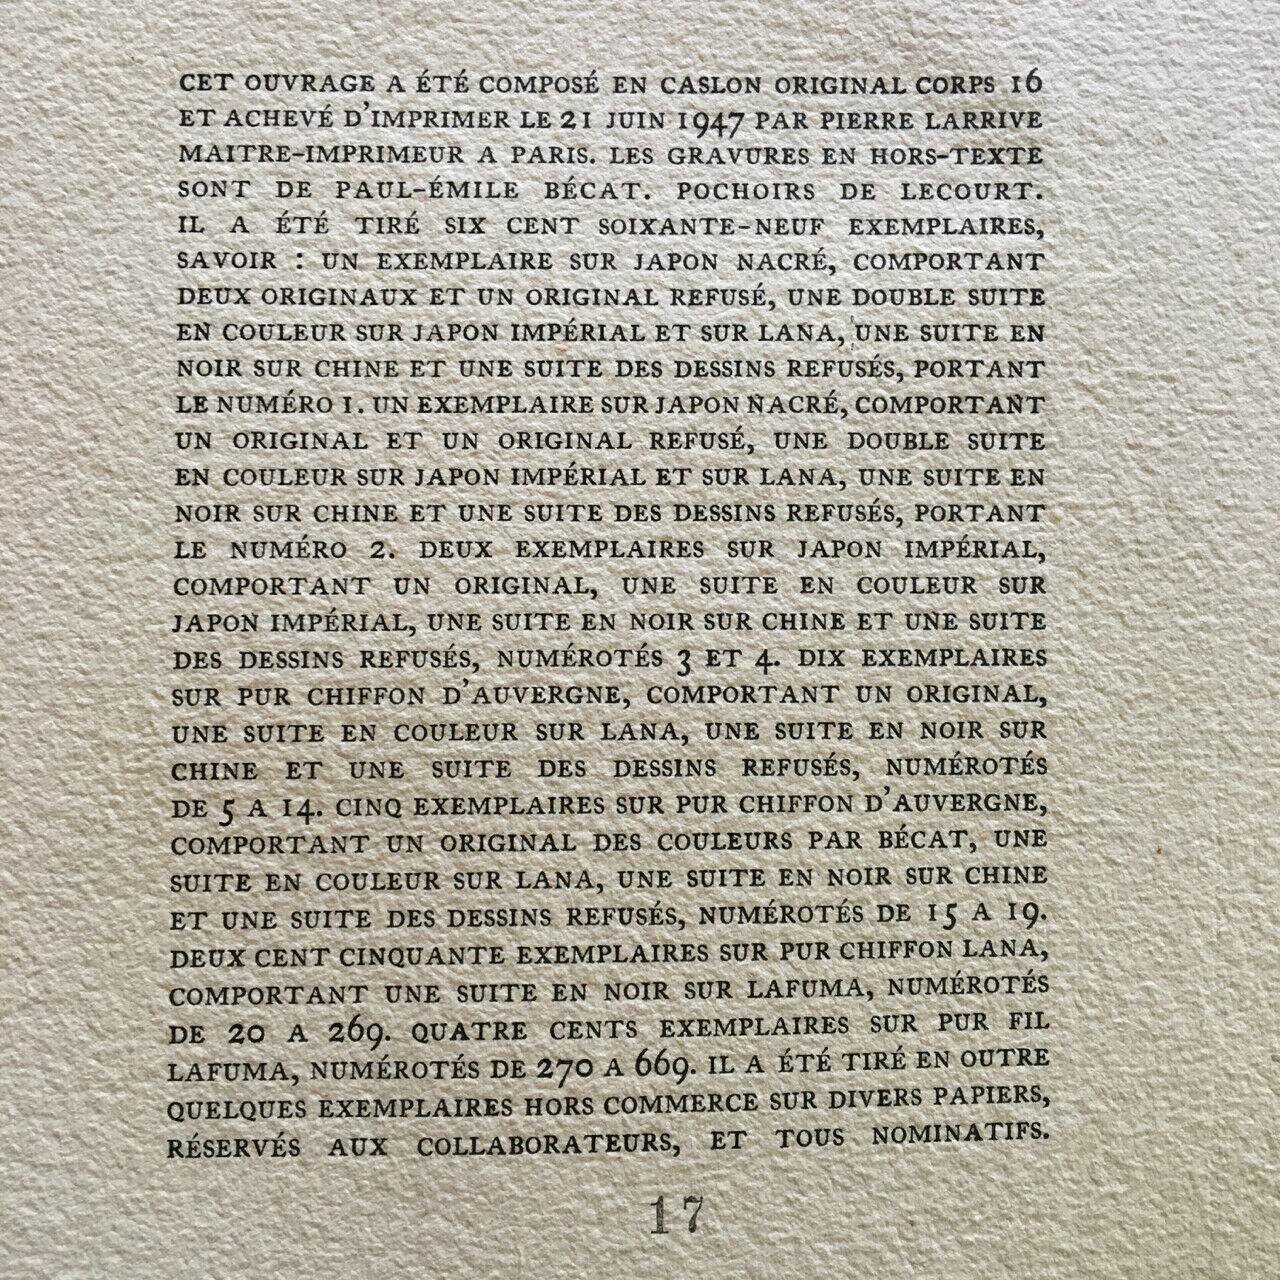 CET OUVRAGE A ÉTÉ COMPOSÉ EN CASLON ORIGINAL CORPS 16
ET ACHEVÉ D'IMPRIMER LE 21 JUIN 1947 PAR PIERRE LARRIVE
MAITRE-IMPRIMEUR A PARIS. LES GRAVURES EN HORS-TEXTE
SONT DE PAUL-ÉMILE BÉCAT. POCHOIRS DE LECOURT.
IL A ÉTÉ TIRÉ SIX CENT SOIXANTE-NEUF EXEMPLAIRES,
SAVOIR : UN EXEMPLAIRE SUR JAPON NACRÉ, COMPORTANT
DEUX ORIGINAUX ET UN ORIGINAL REFUSÉ, UNE DOUBLE SUITE
EN COULEUR SUR JAPON IMPÉRIAL ET SUR LANA, UNE SUITE EN
NOIR SUR CHINE ET UNE SUITE DES DESSINS REFUSÉS, PORTANT
LE NUMÉRO 1. UN EXEMPLAIRE SUR JAPON NACRÉ, COMPORTANT
UN ORIGINAL ET UN ORIGINAL REFUSÉ, UNE DOUBLE SUITE
EN COULEUR SUR JAPON IMPÉRIAL ET SUR LANA, UNE SUITE EN
NOIR SUR CHINE ET UNE SUITE DES DESSINS REFUSÉS, PORTANT
LE NUMÉRO 2. DEUX EXEMPLAIRES SUR JAPON IMPÉRIAL,
COMPORTANT UN ORIGINAL, UNE SUITE EN COULEUR SUR
JAPON IMPÉRIAL, UNE SUITE EN NOIR SUR CHINE ET UNE SUITE
DES DESSINS REFUSÉS, NUMÉROTÉS 3 ET 4. DIX EXEMPLAIRES
SUR PUR CHIFFON D'AUVERGNE, COMPORTANT UN ORIGINAL,
UNE SUITE EN COULEUR SUR LANA, UNE SUITE EN NOIR SUR
CHINE ET UNE SUITE DES DESSINS REFUSÉS, NUMÉROTÉS
DE 5 A 14. CINQ EXEMPLAIRES SUR PUR CHIFFON D'AUVERGNE,
COMPORTANT UN ORIGINAL DES COULEURS PAR BÉCAT, UNE
SUITE EN COULEUR SUR LANA, UNE SUITE EN NOIR SUR CHINE
ET UNE SUITE DES DESSINS REFUSÉS, NUMÉROTÉS DE 15 A 19.
DEUX CENT CINQUANTE EXEMPLAIRES SUR PUR CHIFFON LANA,
COMPORTANT UNE SUITE EN NOIR SUR LAFUMA, NUMÉROTÉS
DE 20 A 269. QUATRE CENTS EXEMPLAIRES SUR PUR FIL
LAFUMA, NUMÉROTÉS DE 270 A 669. IL A ÉTÉ TIRÉ EN OUTRE
QUELQUES EXEMPLAIRES HORS COMMERCE SUR DIVERS PAPIERS,
RÉSERVÉS AUX COLLABORATEURS, ET TOUS NOMINATIFS.
17